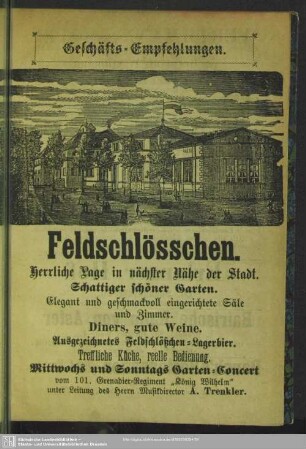 Geschäfts-Empfehlungen.
Feldschlösschen.
Herrliche Lage in nächster Nähe der Stadt.
Schattiger schöner Garten.
Elegant und geschmackvoll eingerichtete Säle
und Zimmer.
Diners, gute Weine.
Ausgezeichnetes Feldschlößchen-Lagerbier.
Treffliche Küche, reelle Bedienung.
Mittwochs und Sonntags Garten-Concert
vom 101. Grenadier-Regiment „König Wilhelm“
unter Leitung des Herrn Musikdirector A. Trenkler.